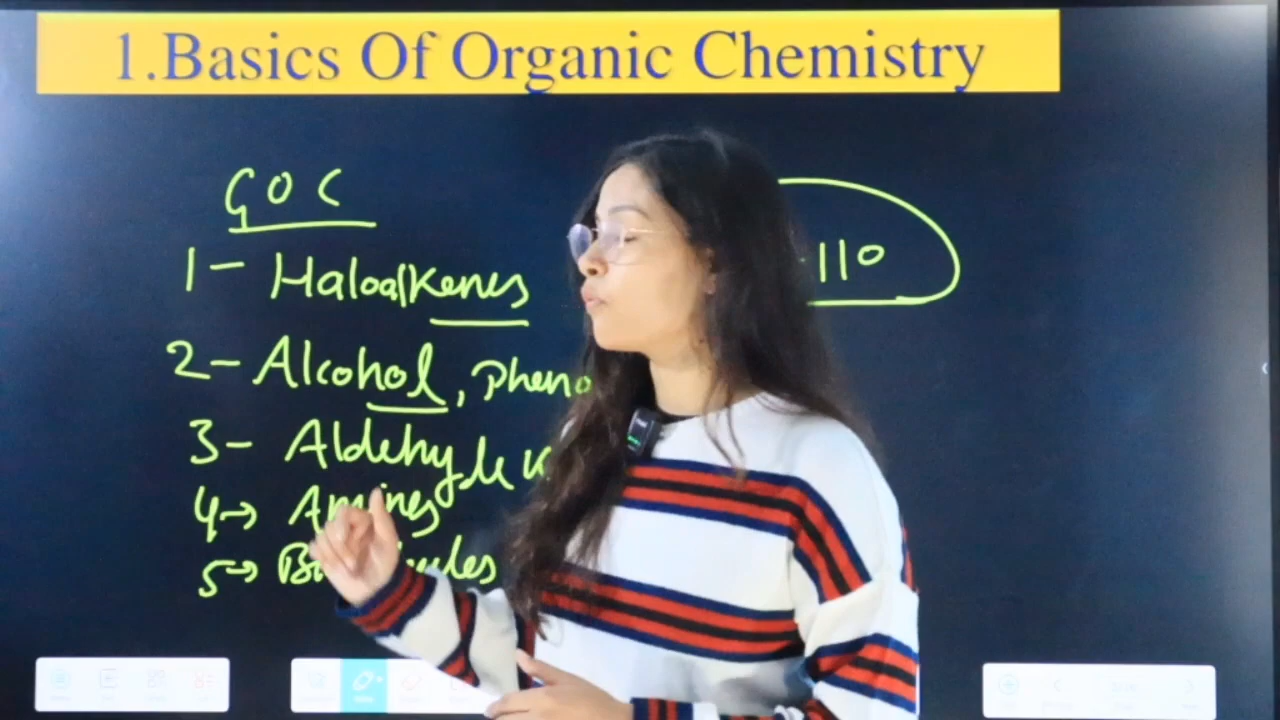 1.Basics Of Organic Chemistry
GOC
110
1- Haloalkenes
2- Alcohol, Pheno
3- Aldehyde K
4→ Amines
5→